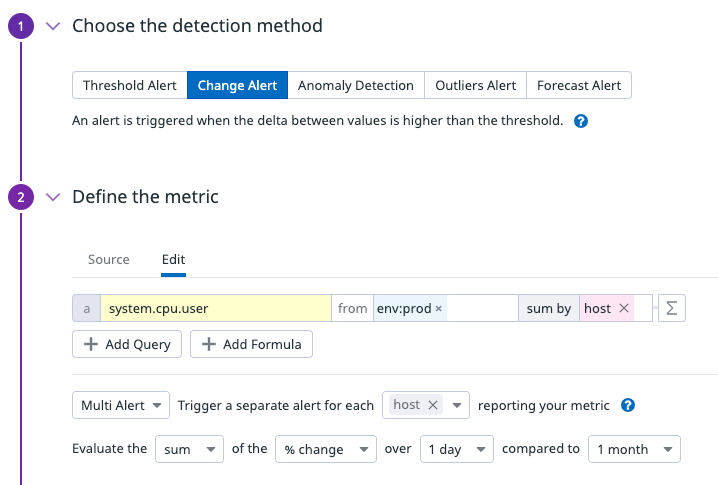 1 Choose the detection method
Threshold Alert Change Alert Anomaly Detection Outliers Alert Forecast Alert
An alert is triggered when the delta between values is higher than the threshold. ?
2 Define the metric
Source Edit
a system.cpu.user from env:prod × sum by host × Σ
+ Add Query + Add Formula
Multi Alert Trigger a separate alert for each host × reporting your metric ?
Evaluate the sum of the % change over 1 day compared to 1 month